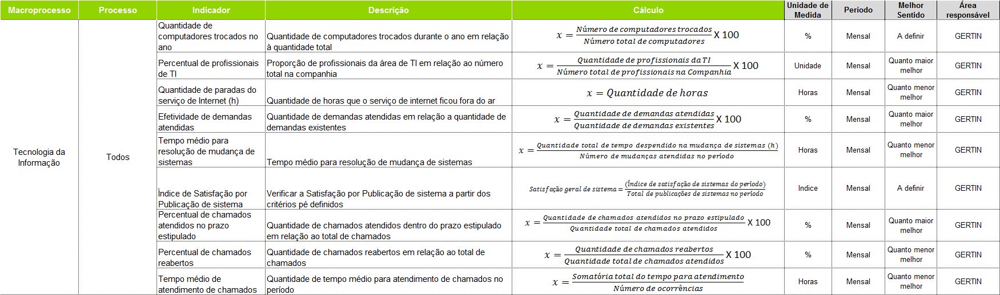 Macroprocesso Processo Indicador Descrição Cálculo Unidade de Medida Período Melhor Sentido Área responsável
Tecnologia da Informação
Todos
Quantidade de
computadores trocados no
ano
Quantidade de computadores trocados durante o ano em relação
à quantidade total
x = Número de computadores trocados / Número total de computadores X 100
%
Mensal
A definir
GERTIN
Percentual de profissionais
de TI
Proporção de profissionais da área de TI em relação ao número
total na companhia
x = Quantidade de profissionais da TI / Número total de profissionais na Companhia X 100
Unidade
Mensal
Quanto maior
melhor
GERTIN
Quantidade de paradas do
serviço de Internet (h)
Quantidade de horas que o serviço de internet ficou fora do ar
x = Quantidade de horas
Horas
Mensal
Quanto menor
melhor
GERTIN
Efetividade de demandas
atendidas
Quantidade de demandas atendidas em relação a quantidade de
demandas existentes
x = Quantidade de demandas atendidas / Quantidade de demandas existentes X 100
%
Mensal
Quanto maior
melhor
GERTIN
Tempo médio para
resolução de mudança de
sistemas
Tempo médio para resolução de mudança de sistemas
x = Quantidade total de tempo despendido na mudança de sistemas (h) / Número de mudanças atendidas no período
Horas
Mensal
Quanto menor
melhor
GERTIN
Índice de Satisfação por
Publicação de sistema
Verificar a Satisfação por Publicação de sistema a partir dos
critérios pé definidos
Satisfação geral de sistema = (Índice de satisfação de sistemas do período) / Total de publicações de sistemas no período
Indice
Mensal
A definir
GERTIN
Percentual de chamados
atendidos no prazo
estipulado
Quantidade de chamados atendidos dentro do prazo estipulado
em relação ao total de chamados
x = Quantidade de chamados atendidos no prazo estipulado / Quantidade total de chamados atendidos X 100
%
Mensal
Quanto maior
melhor
GERTIN
Percentual de chamados
reabertos
Quantidade de chamados reabertos em relação ao total de
chamados
x = Quantidade de chamados reabertos / Quantidade total de chamados atendidos X 100
%
Mensal
Quanto menor
melhor
GERTIN
Tempo médio de
atendimento de chamados
Quantidade de tempo médio para atendimento de chamados no
período
x = Somatória total do tempo para atendimento / Número de ocorrências
Horas
Mensal
Quanto menor
melhor
GERTIN